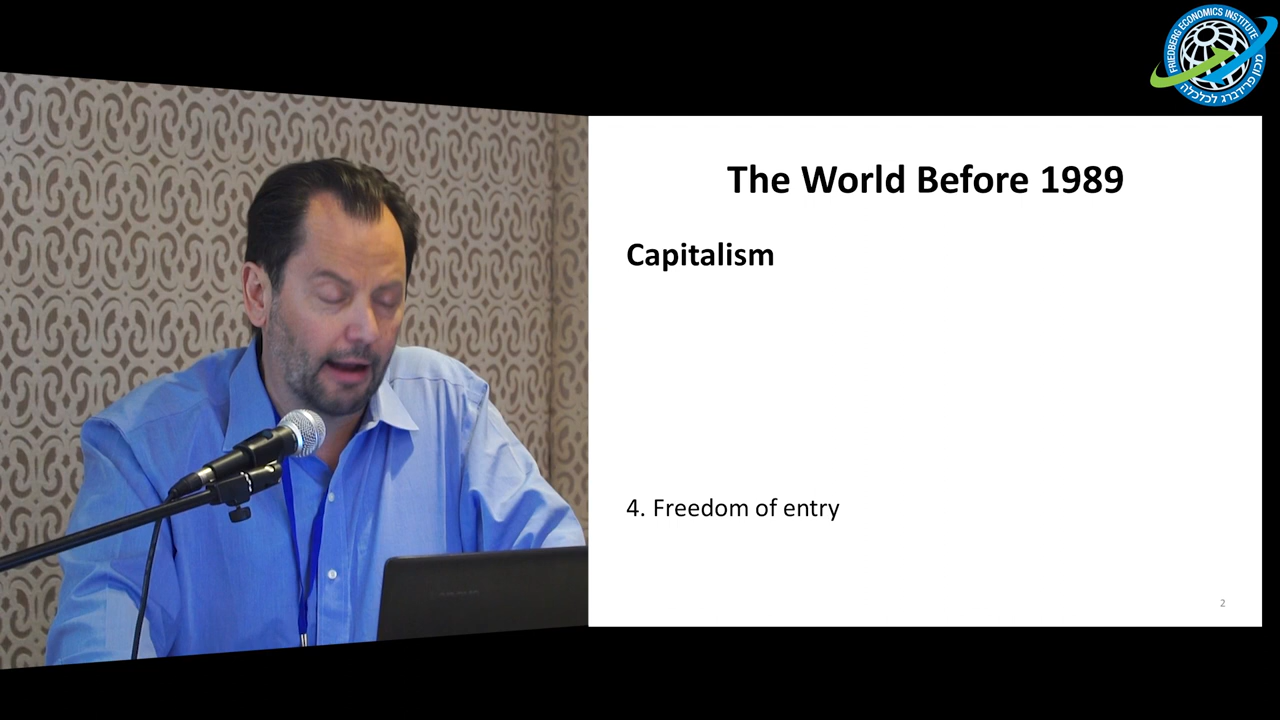 FRIEDBERG ECONOMICS INSTITUTE
מכון פרידברג לכלכלה
The World Before 1989
Capitalism
4. Freedom of entry
2